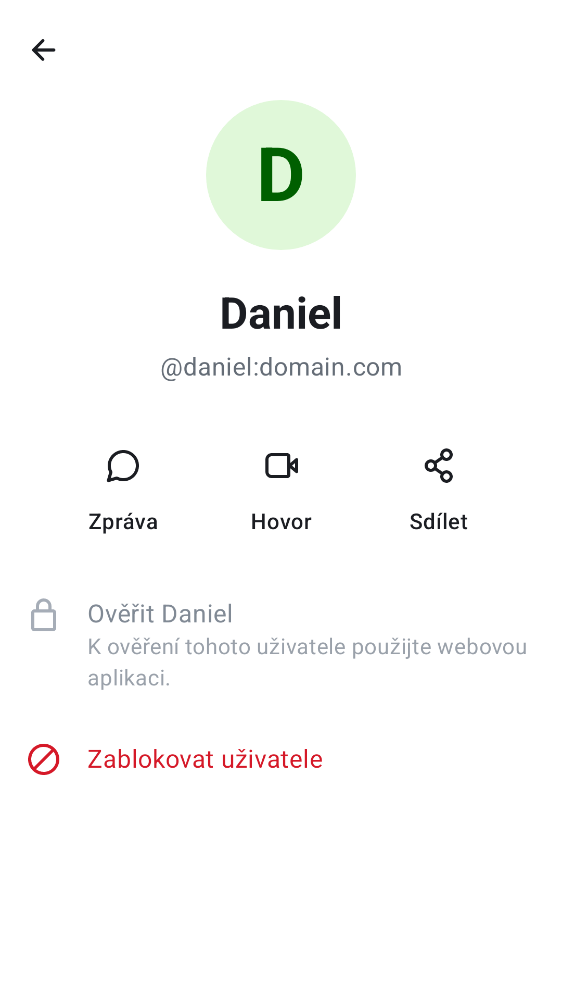 D
Daniel
@daniel:domain.com
Zpráva
Hovor
Sdílet
Ověřit Daniel
K ověření tohoto uživatele použijte webovou
aplikaci.
Zablokovat uživatele